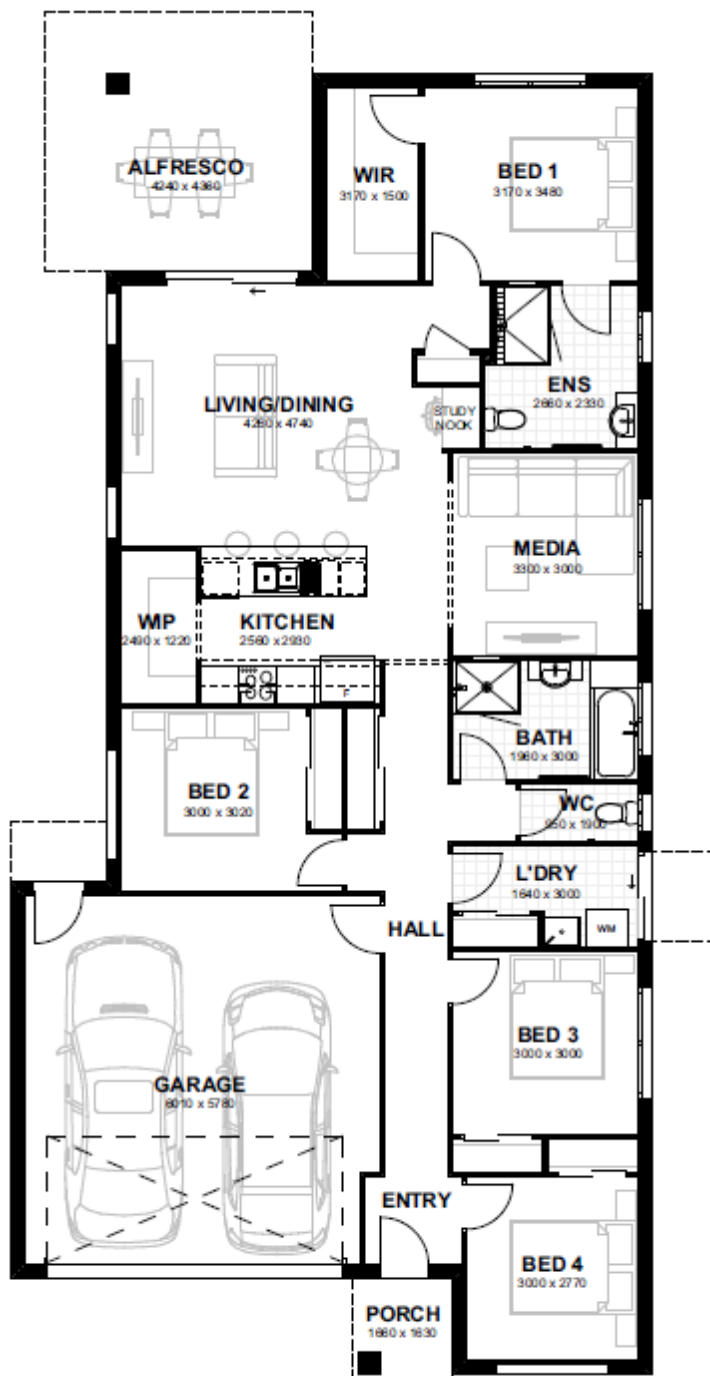 ALFRESCO
4240 x 4360
WIR
3170 x 1500
BED 1
3170 x 3480
LIVING/DINING
4260 x 4740
STUDY
NOOK
ENS
2660 x 2330
MEDIA
3300 x 3000
WIP
2490 x 1220
KITCHEN
2560 x 2930
F
BATH
1960 x 3000
BED 2
3000 x 3020
WC
950 x 1900
L'DRY
1640 x 3000
WM
HALL
BED 3
3000 x 3000
GARAGE
6010 x 5780
ENTRY
BED 4
3000 x 2770
PORCH
1660 x 1630